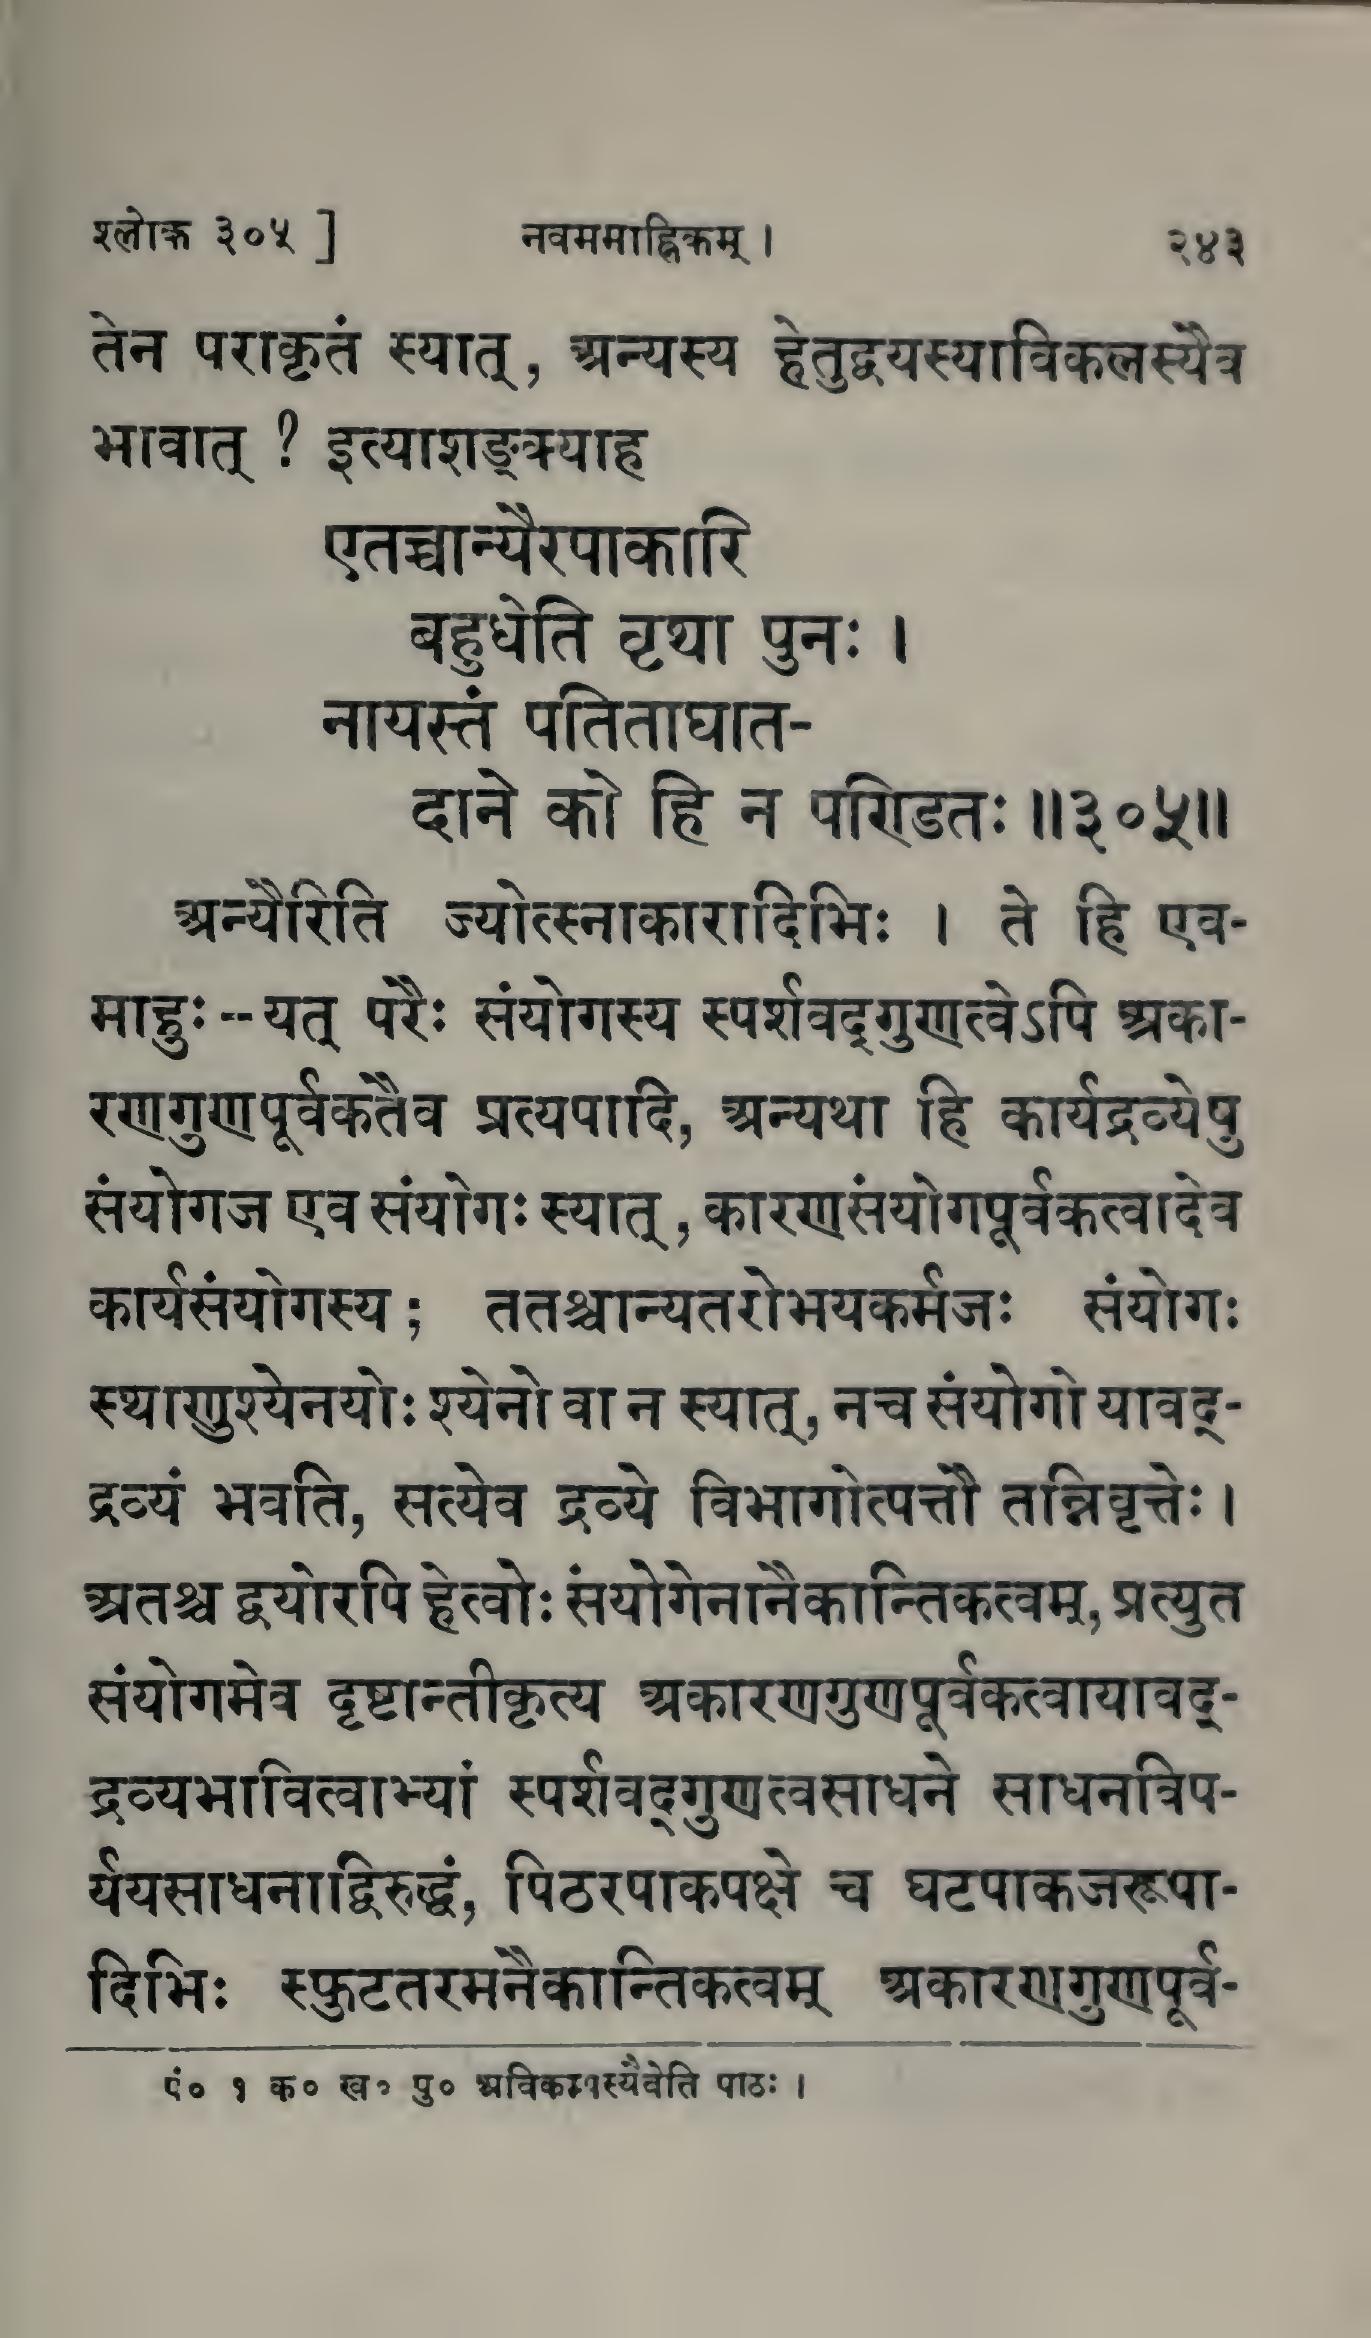 श्लोक ३०५ ] नवममाह्निकम् । २४३
तेन पराकृतं स्यात्, अन्यस्य हेतुद्वयस्याविकलस्यैव
भावात् ? इत्याशङ्क्याह
एतच्चान्यैरपाकारि
बहुधेति वृथा पुनः ।
नायस्तं पतिताघात-
दाने को हि न पण्डितः ॥३०५॥
अन्यैरिति ज्योत्स्नाकारादिभिः । ते हि एव-
माहुः--यत् परैः संयोगस्य स्पर्शवद्गुणत्वेऽपि अका-
रणगुणपूर्वकतैव प्रत्यपादि, अन्यथा हि कार्यद्रव्येषु
संयोगज एव संयोगः स्यात्, कारणसंयोगपूर्वकत्वादेव
कार्यसंयोगस्य; ततश्चान्यतरोभयकर्मजः संयोगः
स्थाणुश्येनयोः श्येनो वा न स्यात्, नच संयोगो यावद्-
द्रव्यं भवति, सत्येव द्रव्ये विभागोत्पत्तौ तन्निवृत्तेः ।
अतश्च द्वयोरपि हेत्वोः संयोगेनानैकान्तिकत्वम्, प्रत्युत
संयोगमेव दृष्टान्तीकृत्य अकारणगुणपूर्वकत्वायावद्-
द्रव्यभावित्वाभ्यां स्पर्शवद्गुणत्वसाधने साधनविप-
र्ययसाधनाद्विरुद्धं, पिठरपाकपक्षे च घटपाकजरूपा-
दिभिः स्फुटतरमनैकान्तिकत्वम् अकारणगुणपूर्व-
पं० १ क० ख० पु० पाठः ।